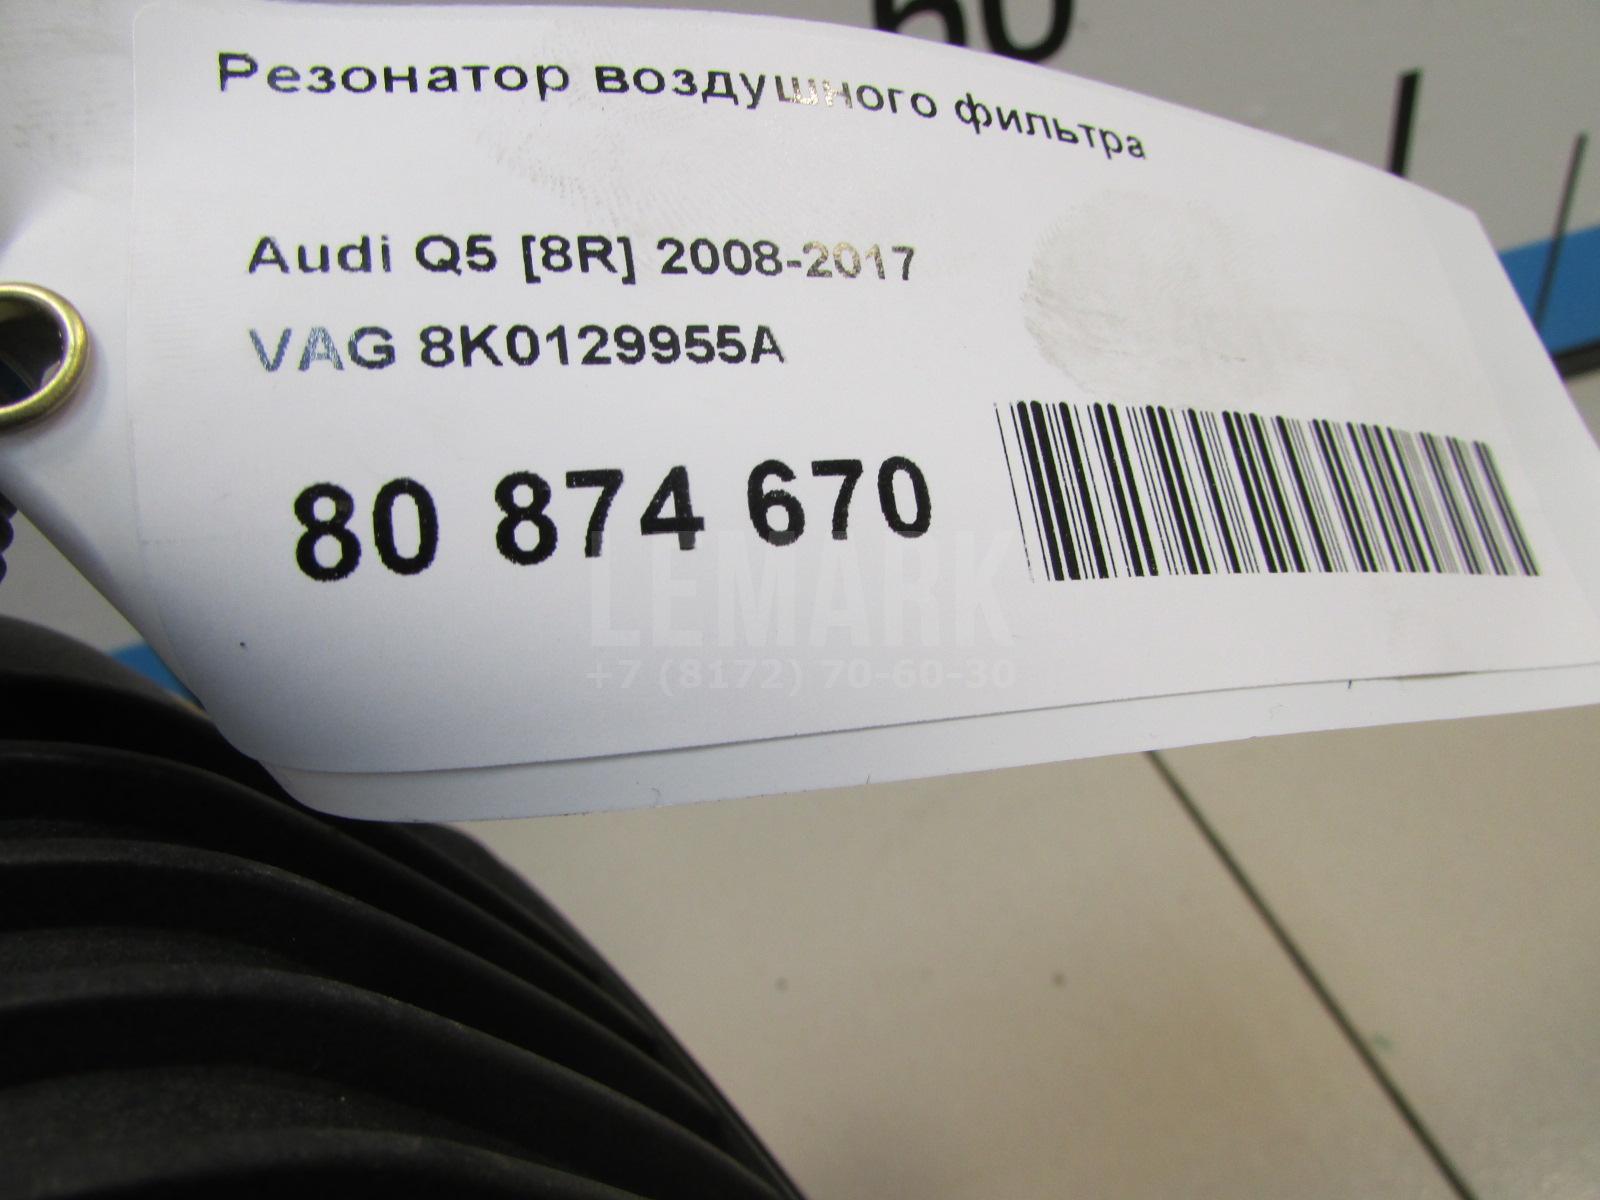 50
Резонатор воздушного фильтра
Audi Q5 [8R] 2008-2017
VAG 8K0129955A
80 874 670
LEMARK
+7 (8172) 70-60-30